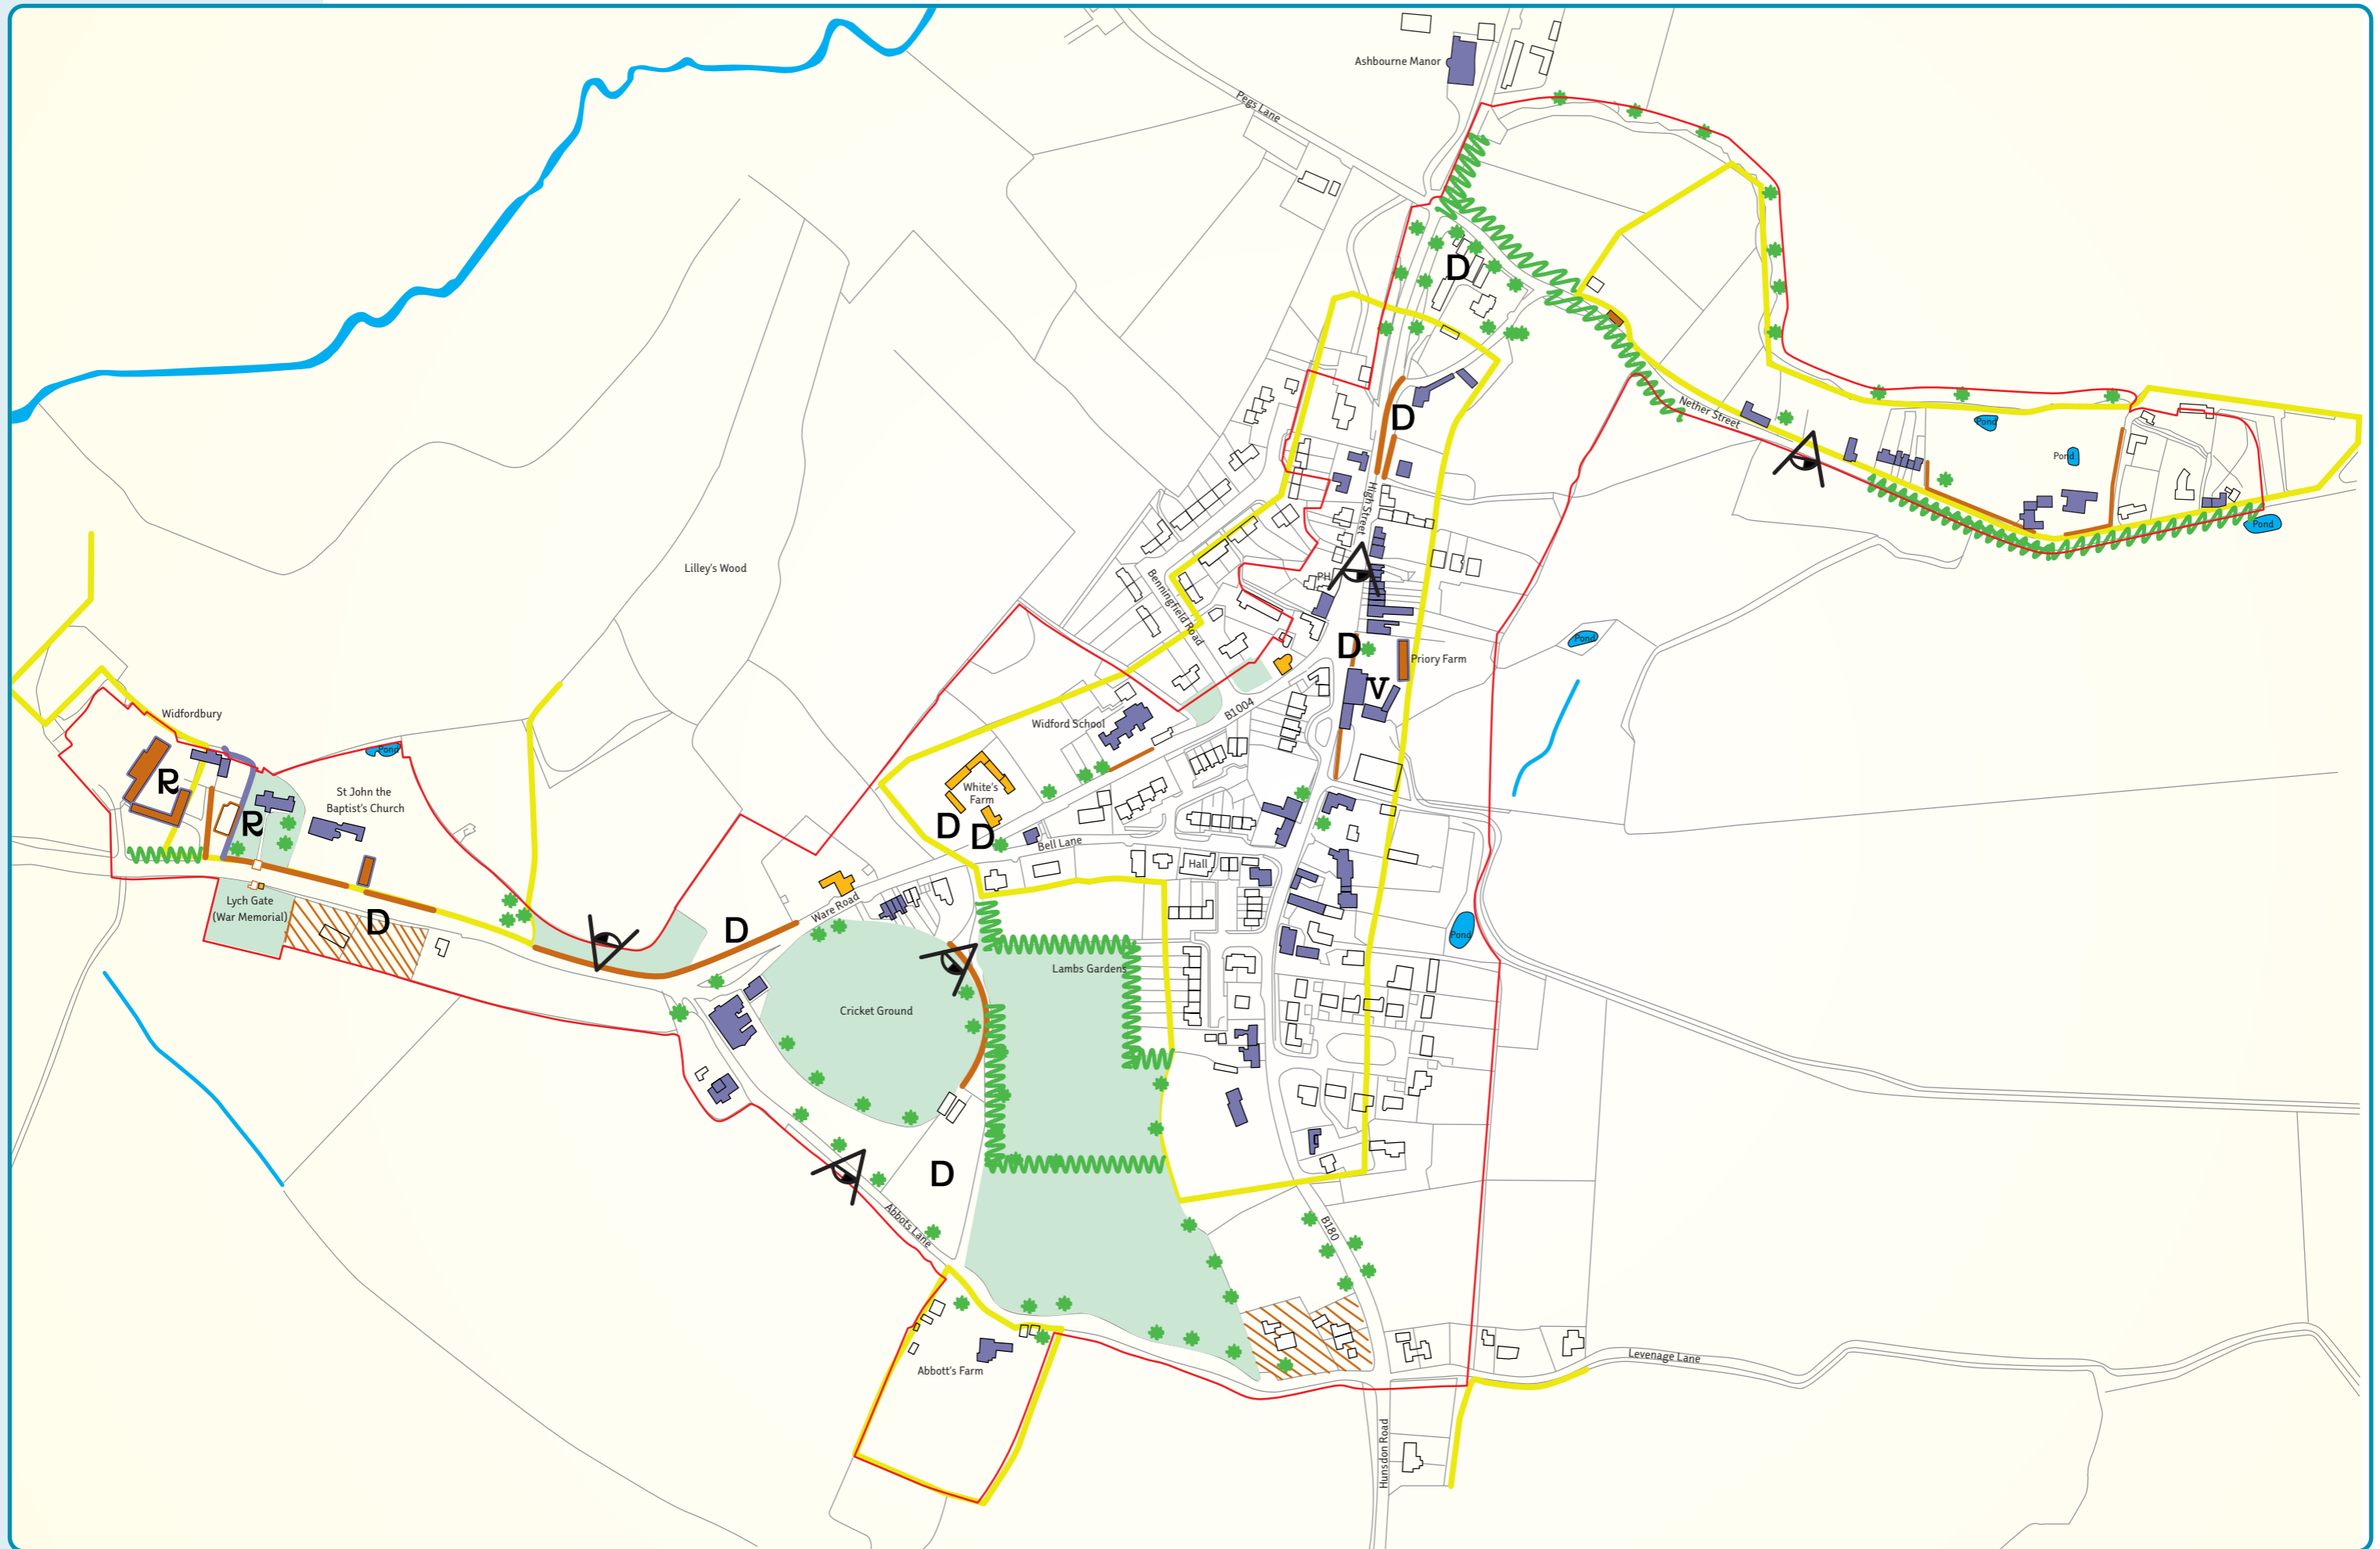 Ashbourne Manor
Pegs Lane
D
D
Nether Street
Pond
Pond
Pond
High Street
PH
Lilley's Wood
Benningfield Road
D
Priory Farm
V
Pond
B1004
Widford School
Widfordbury
Pond
R
R
St John the
Baptist's Church
White's
Farm
D
D
Bell Lane
Hall
Ware Road
Lych Gate
(War Memorial)
D
D
Pond
Lambs Gardens
Cricket Ground
D
Abbots Lane
B180
Abbott's Farm
Levenage Lane
Hunsdon Road